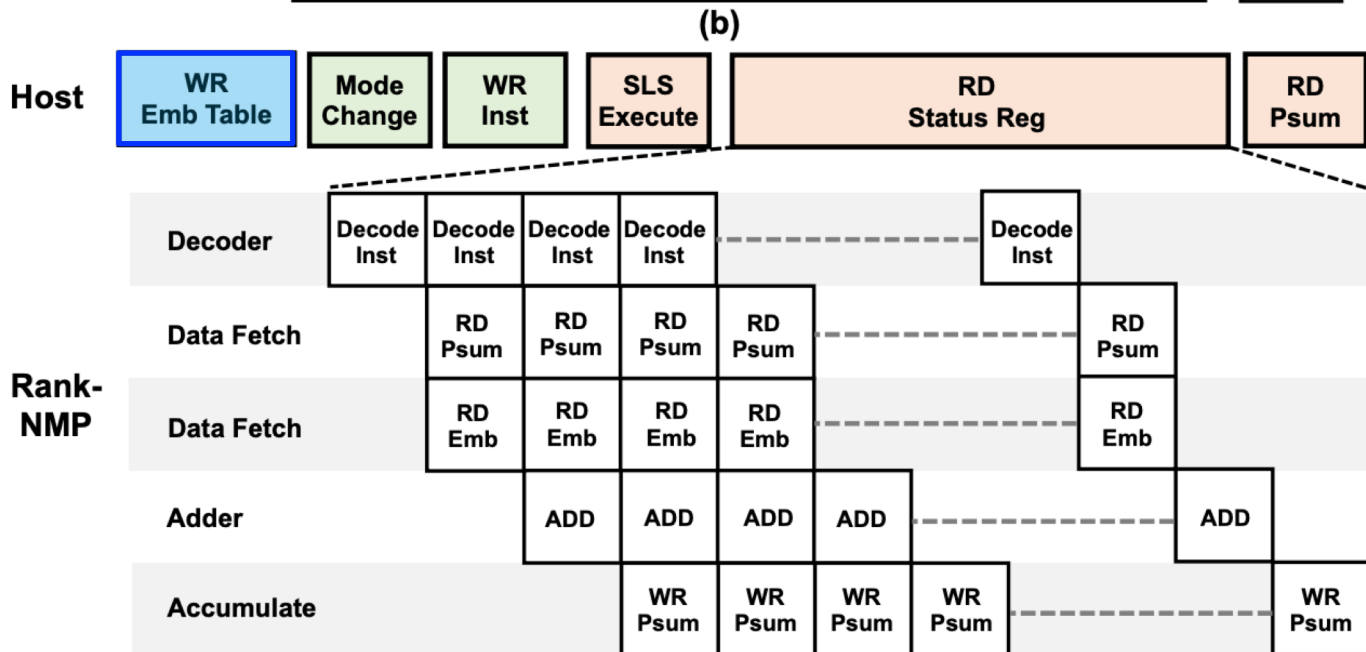 (b)
Host
WR
Emb Table
Mode
Change
WR
Inst
SLS
Execute
RD
Status Reg
RD
Psum
Rank-
NMP
Decoder
Decode
Inst
Decode
Inst
Decode
Inst
Decode
Inst
Decode
Inst
Data Fetch
RD
Psum
RD
Psum
RD
Psum
RD
Psum
RD
Psum
Data Fetch
RD
Emb
RD
Emb
RD
Emb
RD
Emb
RD
Emb
Adder
ADD
ADD
ADD
ADD
ADD
Accumulate
WR
Psum
WR
Psum
WR
Psum
WR
Psum
WR
Psum